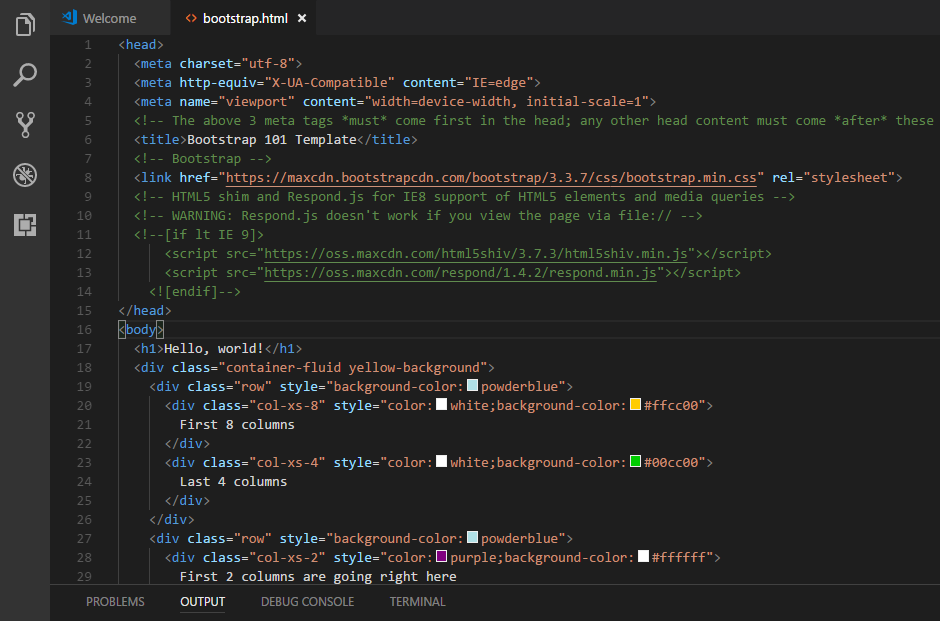 Welcome
<> bootstrap.html ×
1 <head>
2 <meta charset="utf-8">
3 <meta http-equiv="X-UA-Compatible" content="IE=edge">
4 <meta name="viewport" content="width=device-width, initial-scale=1">
5 <!-- The above 3 meta tags *must* come first in the head; any other head content must come *after* these
6 <title>Bootstrap 101 Template</title>
7 <!-- Bootstrap -->
8 <link href="https://maxcdn.bootstrapcdn.com/bootstrap/3.3.7/css/bootstrap.min.css" rel="stylesheet">
9 <!-- HTML5 shim and Respond.js for IE8 support of HTML5 elements and media queries -->
10 <!-- WARNING: Respond.js doesn't work if you view the page via file:// -->
11 <!--[if lt IE 9]>
12 <script src="https://oss.maxcdn.com/html5shiv/3.7.3/html5shiv.min.js"></script>
13 <script src="https://oss.maxcdn.com/respond/1.4.2/respond.min.js"></script>
14 <![endif]-->
15 </head>
16 <body>
17 <h1>Hello, world!</h1>
18 <div class="container-fluid yellow-background">
19 <div class="row" style="background-color:powderblue">
20 <div class="col-xs-8" style="color:white;background-color:#ffcc00">
21 First 8 columns
22 </div>
23 <div class="col-xs-4" style="color:white;background-color:#00cc00">
24 Last 4 columns
25 </div>
26 </div>
27 <div class="row" style="background-color:powderblue">
28 <div class="col-xs-2" style="color:purple;background-color:#ffffff">
29 First 2 columns are going right here
PROBLEMS OUTPUT DEBUG CONSOLE TERMINAL